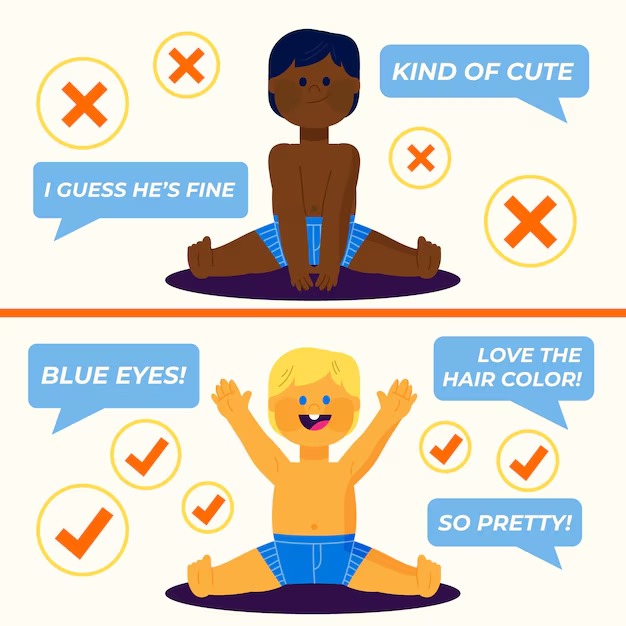 KIND OF CUTE
I GUESS HE'S FINE
BLUE EYES!
LOVE THE
HAIR COLOR!
SO PRETTY!